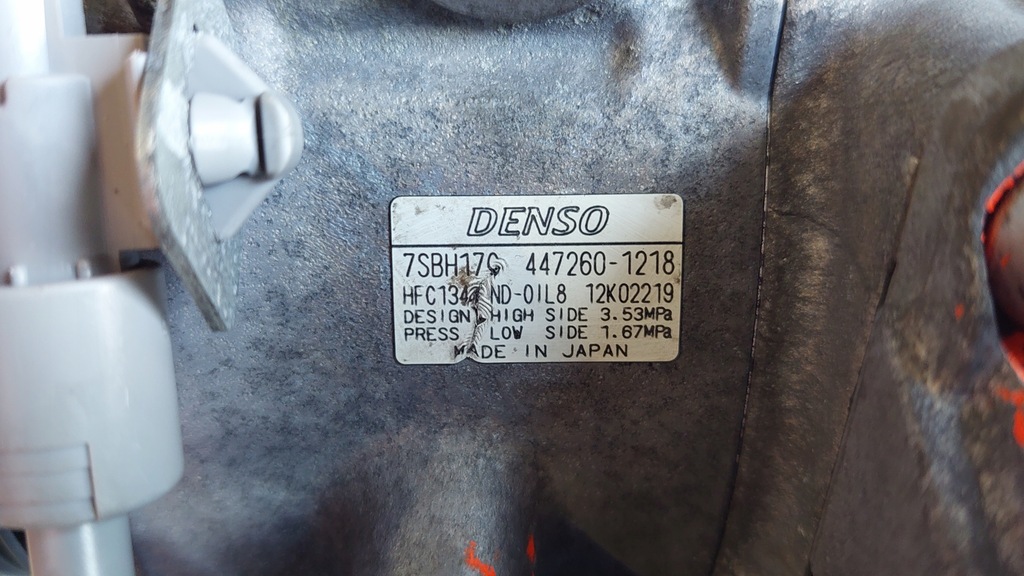 DENSO
7SBH17C 447260-1218
HFC134a ND-OIL8 12K02219
DESIGN HIGH SIDE 3.53MPa
PRESS LOW SIDE 1.67MPa
MADE IN JAPAN